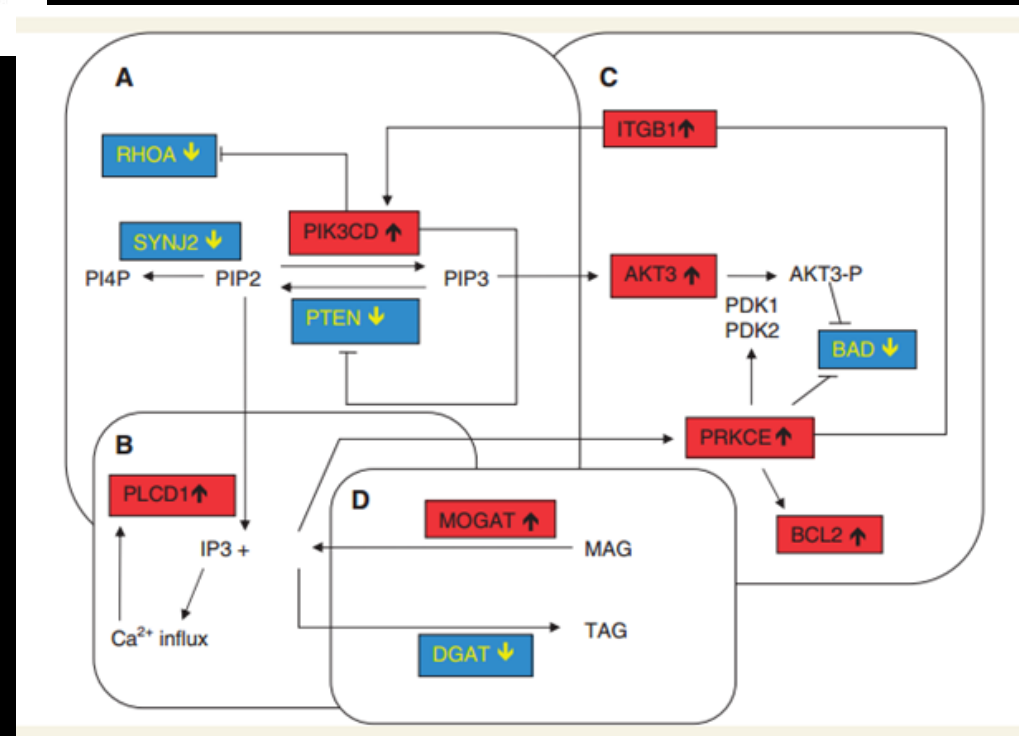 A
C
ITGB1↑
RHOA ↓
PIK3CD ↑
SYNJ2 ↓
PI4P
PIP2
PIP3
AKT3 ↑
AKT3-P
PTEN ↓
PDK1
PDK2
BAD ↓
B
PRKCE↑
PLCD1↑
D
MOGAT ↑
BCL2 ↑
IP3 +
MAG
Ca²⁺ influx
TAG
DGAT ↓